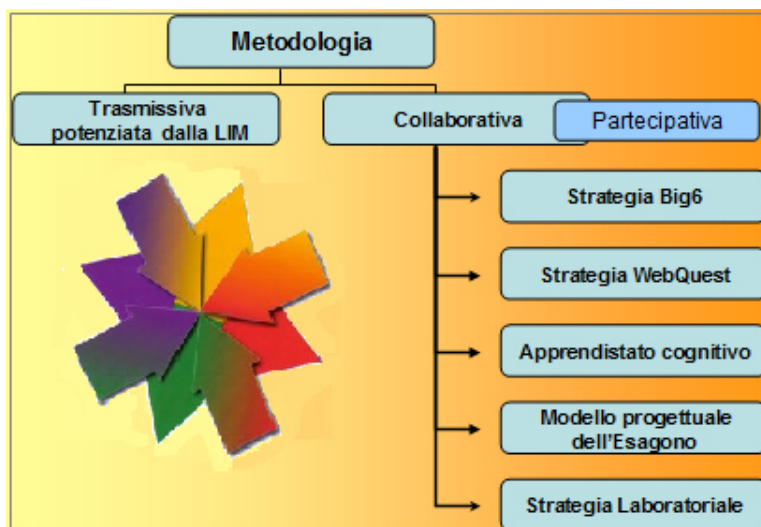 Metodologia
Trasmissiva
potenziata dalla LIM
Collaborativa
Partecipativa
Strategia Big6
Strategia WebQuest
Apprendistato cognitivo
Modello progettuale
dell'Esagono
Strategia Laboratoriale